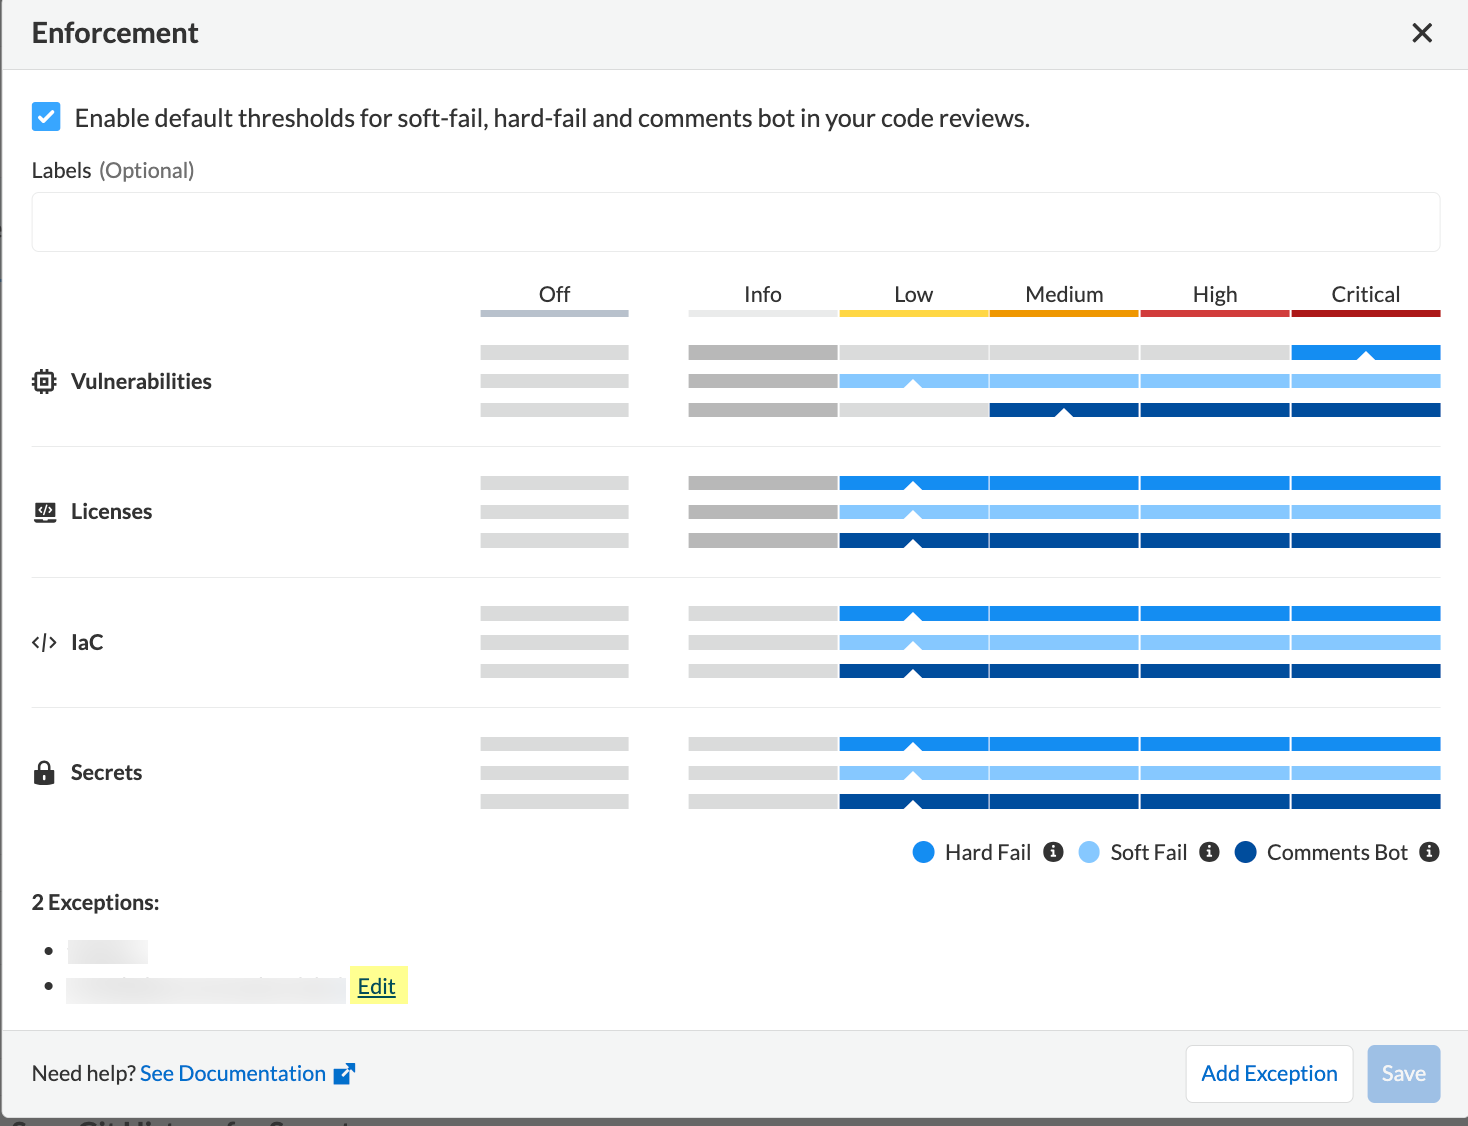 Enforcement
Enable default thresholds for soft-fail, hard-fail and comments bot in your code reviews.
Labels (Optional)
Off Info Low Medium High Critical
Vulnerabilities
Licenses
IaC
Secrets
Hard Fail Soft Fail Comments Bot
2 Exceptions:
Edit
Need help? See Documentation
Add Exception Save